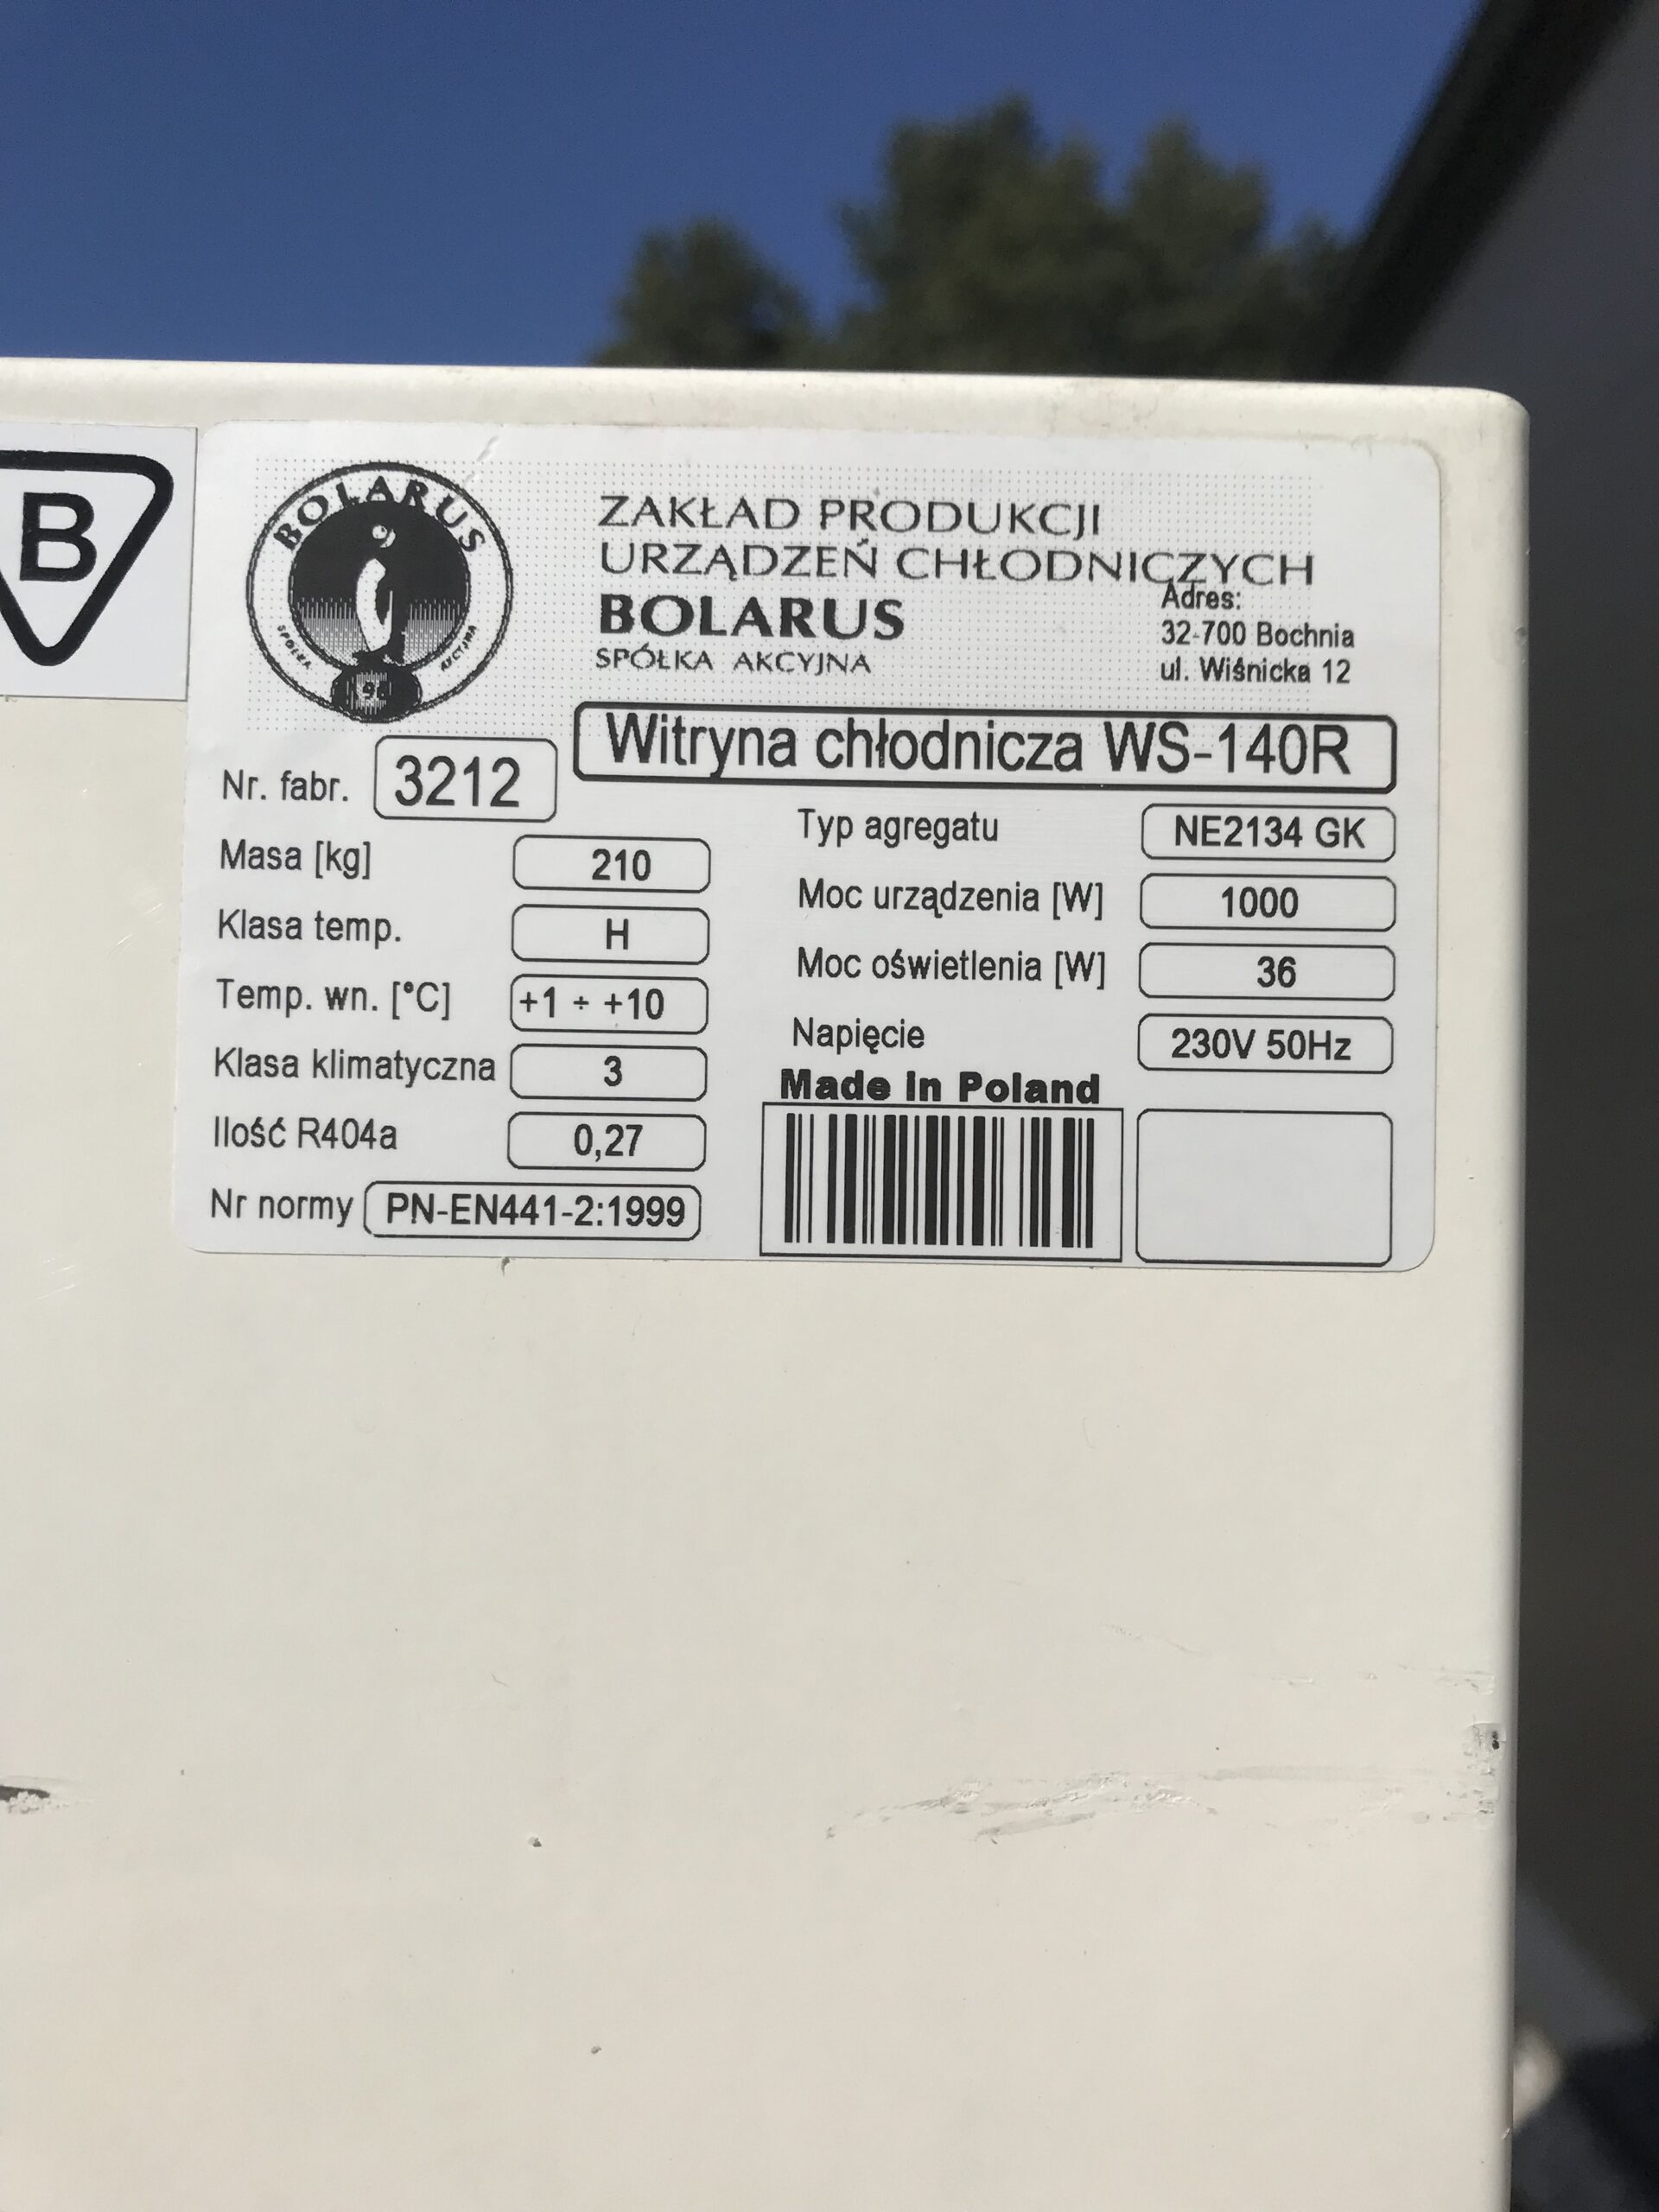 B
BOLARUS
SPÓŁKA AKCYJNA
ZAKŁAD PRODUKCJI
URZĄDZEŃ CHŁODNICZYCH
BOLARUS
SPÓŁKA AKCYJNA
Adres:
32-700 Bochnia
ul. Wiśnicka 12
Witryna chłodnicza WS-140R
Nr. fabr. 3212
Masa [kg] 210
Klasa temp. H
Temp. wn. [°C] +1 ÷ +10
Klasa klimatyczna 3
Ilość R404a 0,27
Nr normy PN-EN441-2:1999
Typ agregatu NE2134 GK
Moc urządzenia [W] 1000
Moc oświetlenia [W] 36
Napięcie 230V 50Hz
Made in Poland